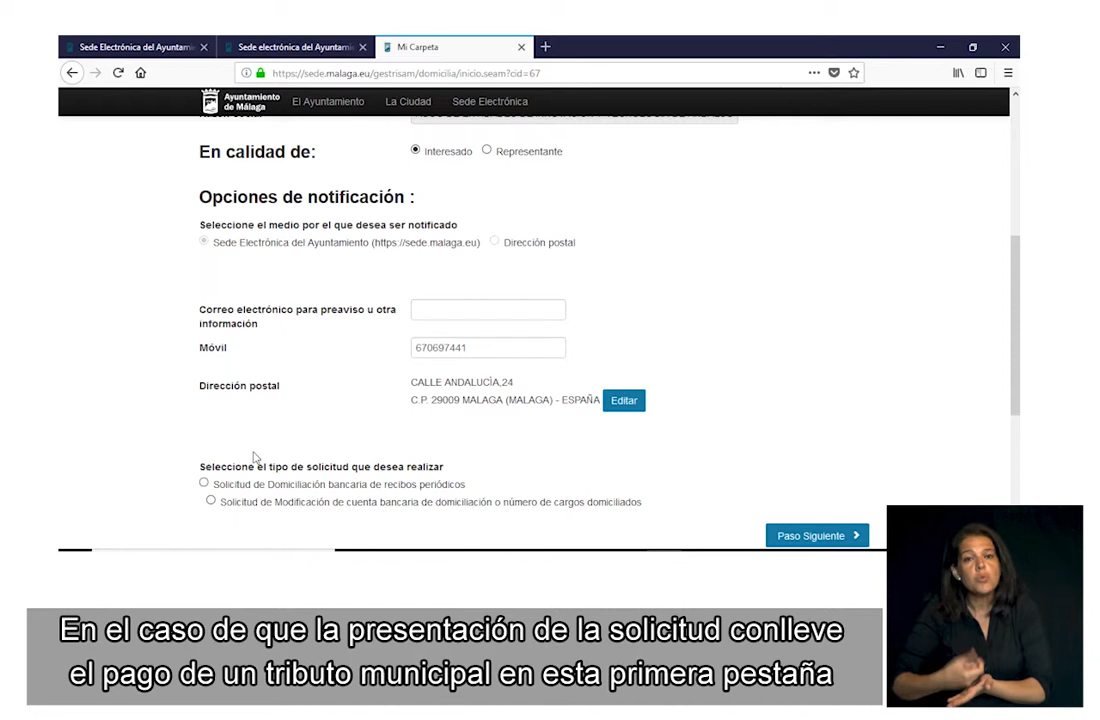 Sede Electrónica del Ayuntamien
Sede electrónica del Ayuntamien
Mi Carpeta
https://sede.malaga.eu/gestrisam/domicilia/inicio.seam?cid=67
Ayuntamiento de Málaga
El Ayuntamiento
La Ciudad
Sede Electrónica
En calidad de:
Interesado
Representante
Opciones de notificación :
Seleccione el medio por el que desea ser notificado
Sede Electrónica del Ayuntamiento (https://sede.malaga.eu)
Dirección postal
Correo electrónico para preaviso u otra
información
Móvil
670697441
Dirección postal
CALLE ANDALUCÍA,24
C.P. 29009 MALAGA (MALAGA) - ESPAÑA
Editar
Seleccione el tipo de solicitud que desea realizar
Solicitud de Domiciliación bancaria de recibos periódicos
Solicitud de Modificación de cuenta bancaria de domiciliación o número de cargos domiciliados
Paso Siguiente
En el caso de que la presentación de la solicitud conlleve
el pago de un tributo municipal en esta primera pestaña